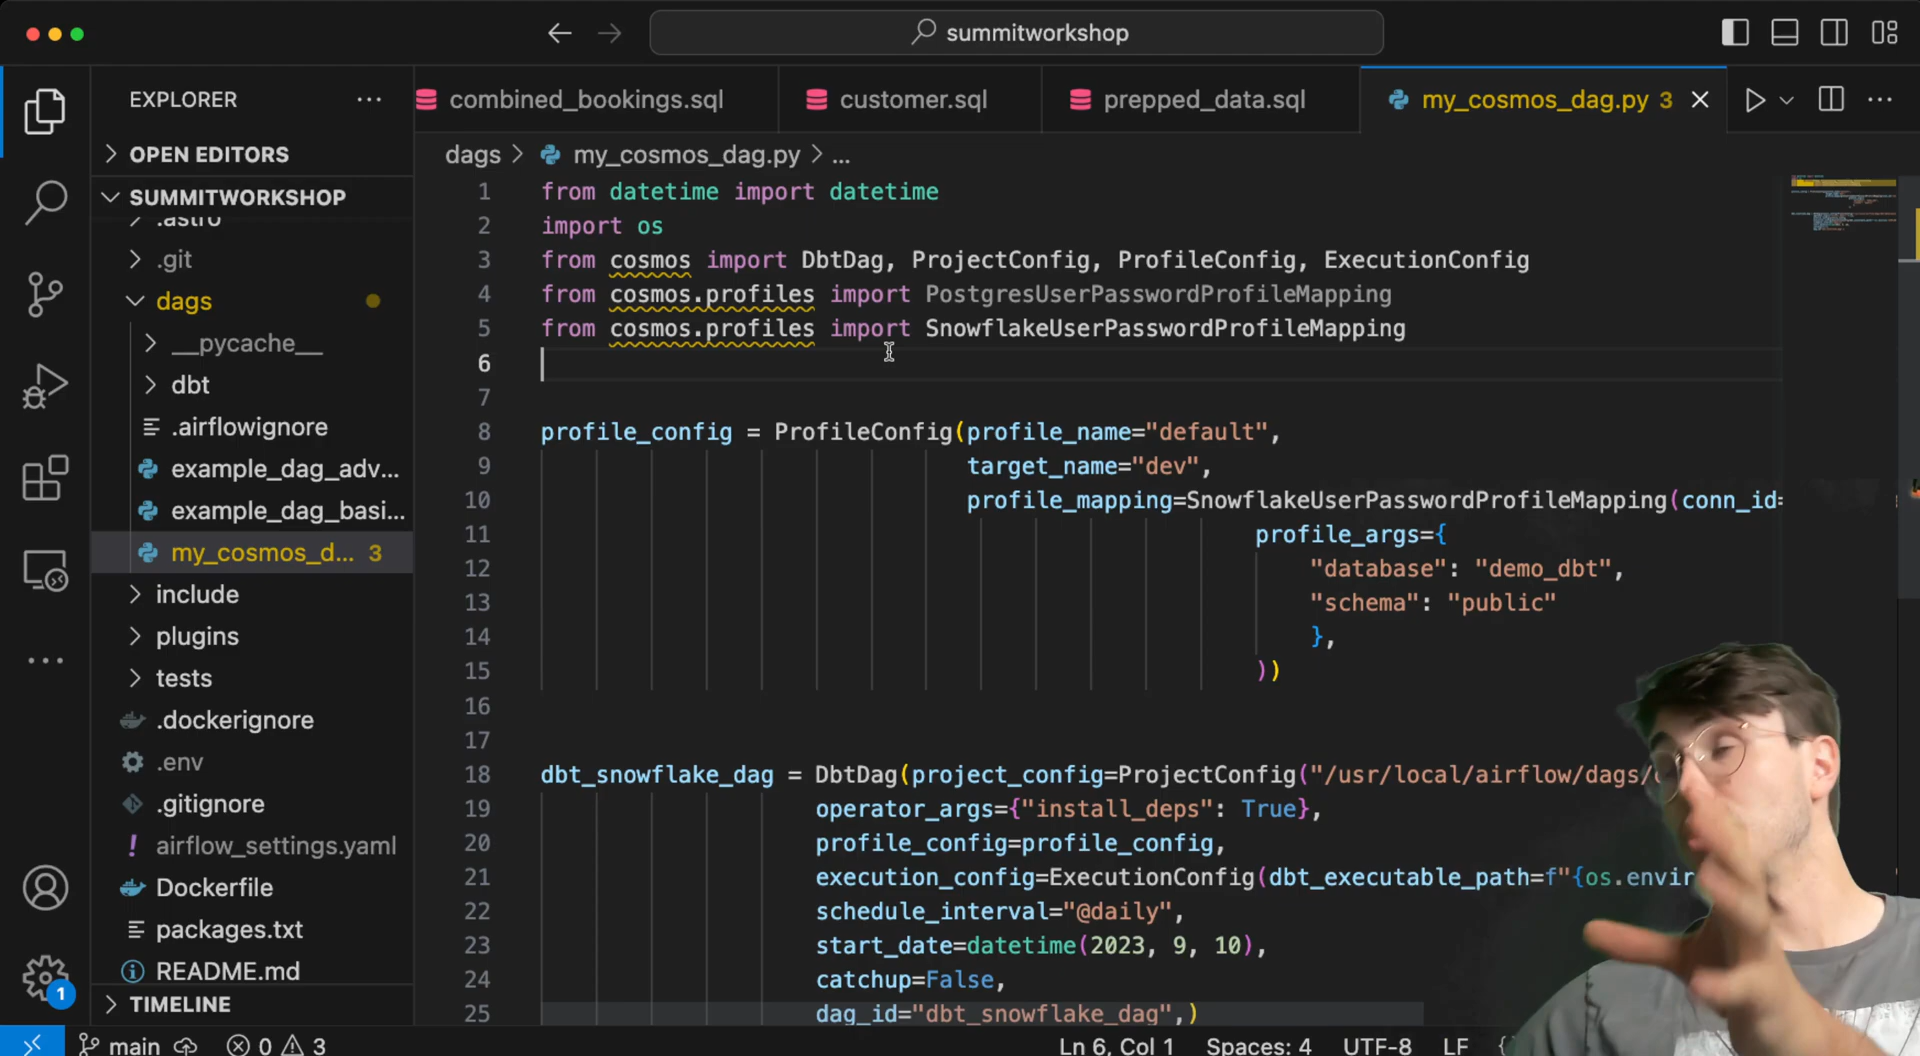 summitworkshop
EXPLORER
combined_bookings.sql
customer.sql
prepped_data.sql
my_cosmos_dag.py 3
OPEN EDITORS
dags > my_cosmos_dag.py > ...
SUMMITWORKSHOP
.astro
.git
dags
__pycache__
dbt
.airflowignore
example_dag_adv...
example_dag_basi...
my_cosmos_d... 3
include
plugins
tests
.dockerignore
.env
.gitignore
airflow_settings.yaml
Dockerfile
packages.txt
README.md
TIMELINE
1 from datetime import datetime
2 import os
3 from cosmos import DbtDag, ProjectConfig, ProfileConfig, ExecutionConfig
4 from cosmos.profiles import PostgresUserPasswordProfileMapping
5 from cosmos.profiles import SnowflakeUserPasswordProfileMapping
6
7
8 profile_config = ProfileConfig(profile_name="default",
9 target_name="dev",
10 profile_mapping=SnowflakeUserPasswordProfileMapping(conn_id=
11 profile_args={
12 "database": "demo_dbt",
13 "schema": "public"
14 },
15 ))
16
17
18 dbt_snowflake_dag = DbtDag(project_config=ProjectConfig("/usr/local/airflow/dags/
19 operator_args={"install_deps": True},
20 profile_config=profile_config,
21 execution_config=ExecutionConfig(dbt_executable_path=f"{os.envir
22 schedule_interval="@daily",
23 start_date=datetime(2023, 9, 10),
24 catchup=False,
25 dag_id="dbt_snowflake_dag",)
1
main 0 3 Ln 6, Col 1 Spaces: 4 UTF-8 LF {